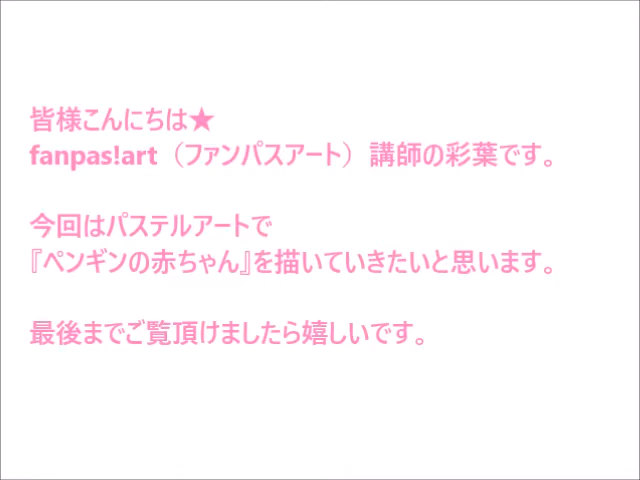 皆様こんにちは★
fanpas!art（ファンパスアート）講師の彩葉です。
今回はパステルアートで
『ペンギンの赤ちゃん』を描いていきたいと思います。
最後までご覧頂けましたら嬉しいです。